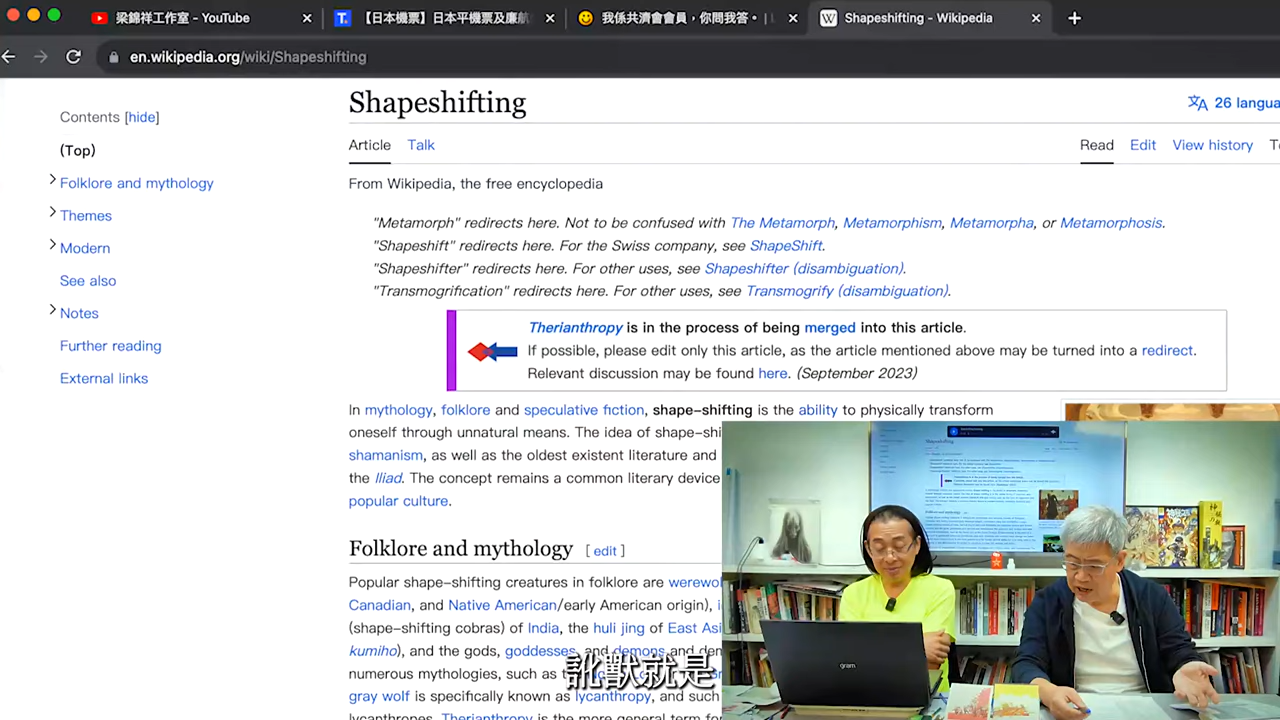 梁錦祥工作室 - YouTube
【日本機票】日本平機票及廉航
我係共濟會會員，你問我答。 |
Shapeshifting - Wikipedia
en.wikipedia.org/wiki/Shapeshifting
Contents [hide]
(Top)
Folklore and mythology
Themes
Modern
See also
Notes
Further reading
External links
Shapeshifting
26 langua
Article Talk
Read Edit View history
From Wikipedia, the free encyclopedia
"Metamorph" redirects here. Not to be confused with The Metamorph, Metamorphism, Metamorpha, or Metamorphosis.
"Shapeshift" redirects here. For the Swiss company, see ShapeShift.
"Shapeshifter" redirects here. For other uses, see Shapeshifter (disambiguation).
"Transmogrification" redirects here. For other uses, see Transmogrify (disambiguation).
Therianthropy is in the process of being merged into this article.
If possible, please edit only this article, as the article mentioned above may be turned into a redirect.
Relevant discussion may be found here. (September 2023)
In mythology, folklore and speculative fiction, shape-shifting is the ability to physically transform
oneself through unnatural means. The idea of shape-shi
shamanism, as well as the oldest existent literature and
the Iliad. The concept remains a common literary devic
popular culture.
Folklore and mythology [ edit ]
Popular shape-shifting creatures in folklore are werewol
Canadian, and Native American/early American origin), i
(shape-shifting cobras) of India, the huli jing of East Asi
kumiho), and the gods, goddesses, and demons and dem
numerous mythologies, such as
gray wolf is specifically known as lycanthropy, and such
lycanthropes. Therianthropy is the more general term for
訛獸就是
gram